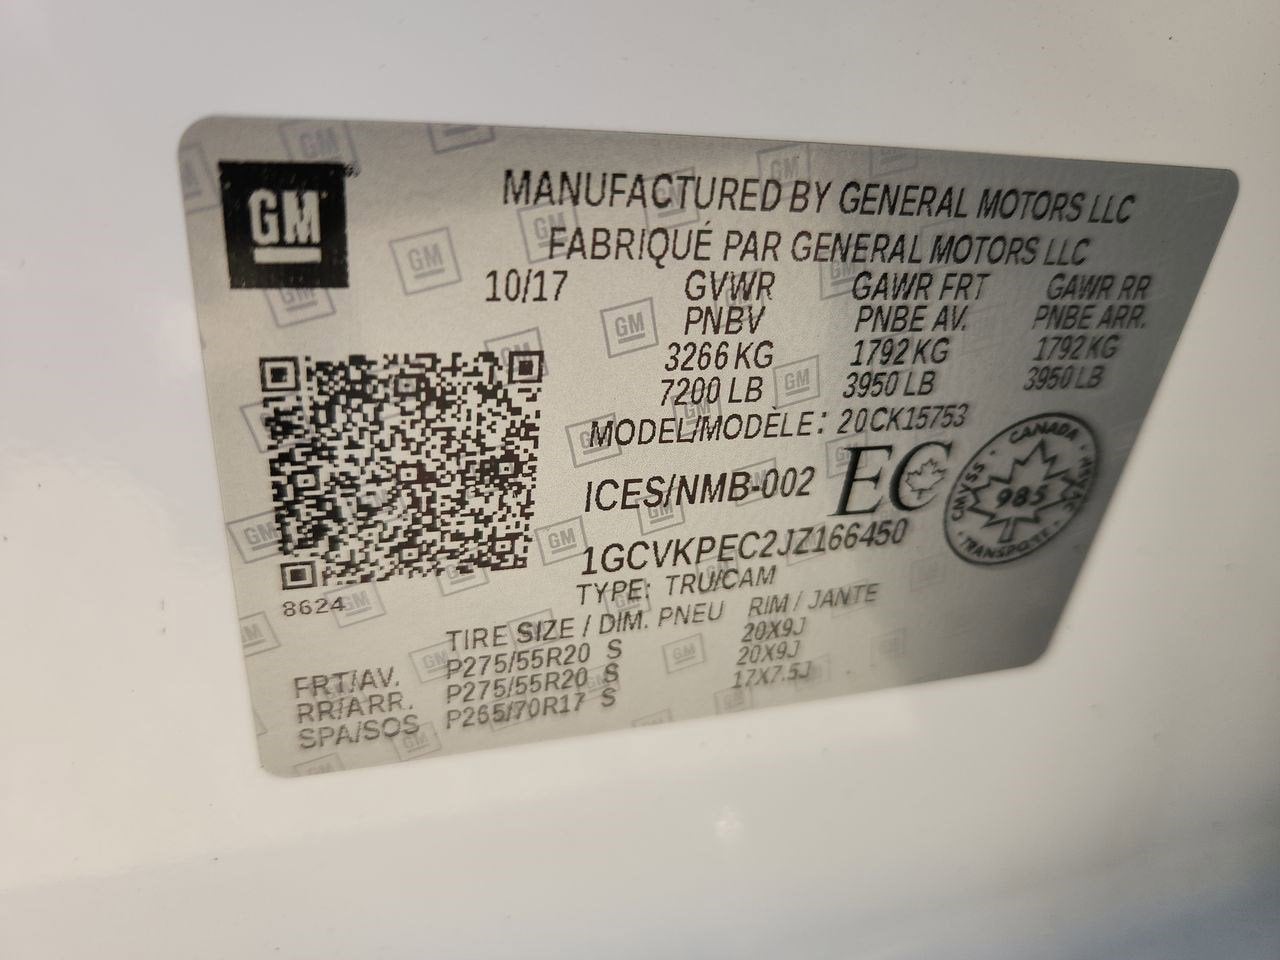 GM
MANUFACTURED BY GENERAL MOTORS LLC
FABRIQUÉ PAR GENERAL MOTORS LLC
10/17 GVWR GAWR FRT GAWR RR
PNBV PNBE AV. PNBE ARR.
3266 KG 1792 KG 1792 KG
7200 LB 3950 LB 3950 LB
MODEL/MODÈLE: 20CK15753
ICES/NMB-002 EC
CANADA
CMVSS 985 NSVAC
TRANSPORT
1GCVKPEC2JZ166450
TYPE: TRU/CAM
8624
TIRE SIZE / DIM. PNEU RIM / JANTE
FRT/AV. P275/55R20 S 20X9J
RR/ARR. P275/55R20 S 20X9J
SPA/SOS P265/70R17 S 17X7.5J